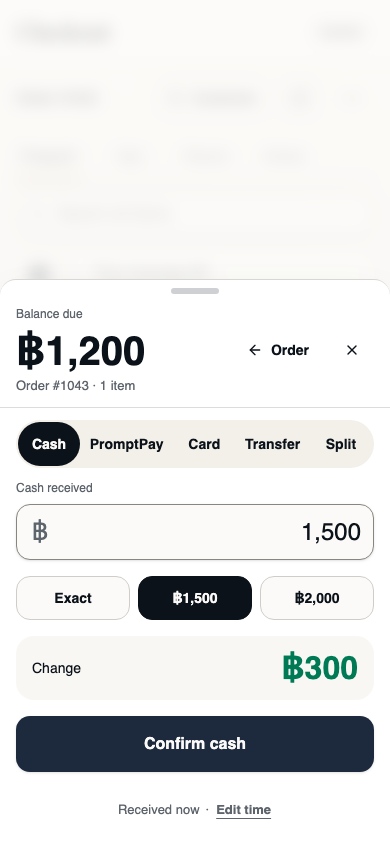 Balance due
฿1,200
← Order ×
Order #1043 · 1 item
Cash PromptPay Card Transfer Split
Cash received
฿ 1,500
Exact ฿1,500 ฿2,000
Change ฿300
Confirm cash
Received now · Edit time